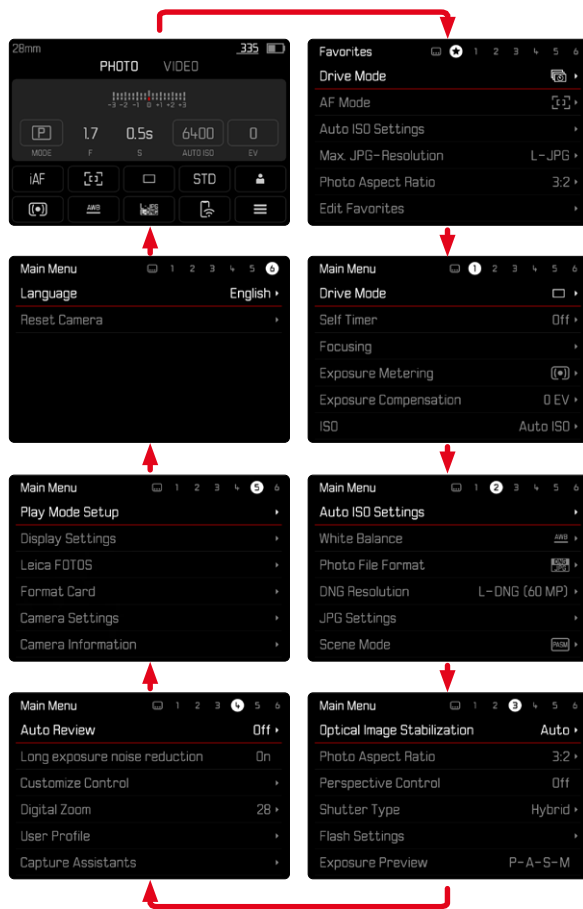 28mm 335
PHOTO VIDEO
-3 -2 -1 0 +1 +2 +3
P 1.7 0.5s 6400 0
MODE F S AUTO ISO EV
iAF STD
AWB L-JPG
Favorites 1 2 3 4 5 6
Drive Mode
AF Mode
Auto ISO Settings
Max. JPG-Resolution L-JPG
Photo Aspect Ratio 3:2
Edit Favorites
Main Menu 1 2 3 4 5 6
Drive Mode
Self Timer Off
Focusing
Exposure Metering
Exposure Compensation 0 EV
ISO Auto ISO
Main Menu 1 2 3 4 5 6
Auto ISO Settings
White Balance AWB
Photo File Format DNG JPG
DNG Resolution L-DNG (60 MP)
JPG Settings
Scene Mode PASM
Main Menu 1 2 3 4 5 6
Optical Image Stabilization Auto
Photo Aspect Ratio 3:2
Perspective Control Off
Shutter Type Hybrid
Flash Settings
Exposure Preview P-A-S-M
Main Menu 1 2 3 4 5 6
Auto Review Off
Long exposure noise reduction On
Customize Control
Digital Zoom 28
User Profile
Capture Assistants
Main Menu 1 2 3 4 5 6
Play Mode Setup
Display Settings
Leica FOTOS
Format Card
Camera Settings
Camera Information
Main Menu 1 2 3 4 5 6
Language English
Reset Camera